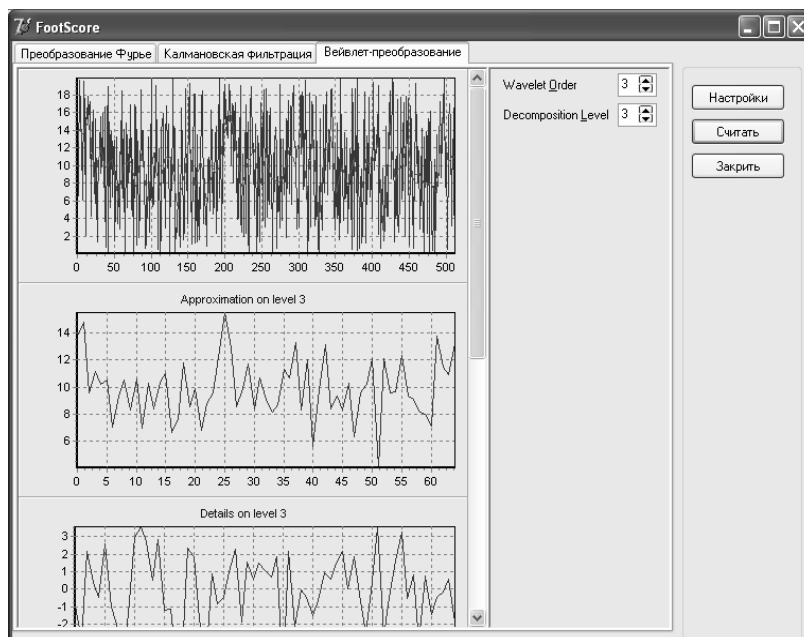 FootScore
Преобразование Фурье Калмановская фильтрация Вейвлет-преобразование
18
16
14
12
10
8
6
4
2
0 50 100 150 200 250 300 350 400 450 500
Approximation on level 3
14
12
10
8
6
0 5 10 15 20 25 30 35 40 45 50 55 60
Details on level 3
3
2
1
0
-1
-2
Wavelet Order 3
Decomposition Level 3
Настройки
Считать
Закрить